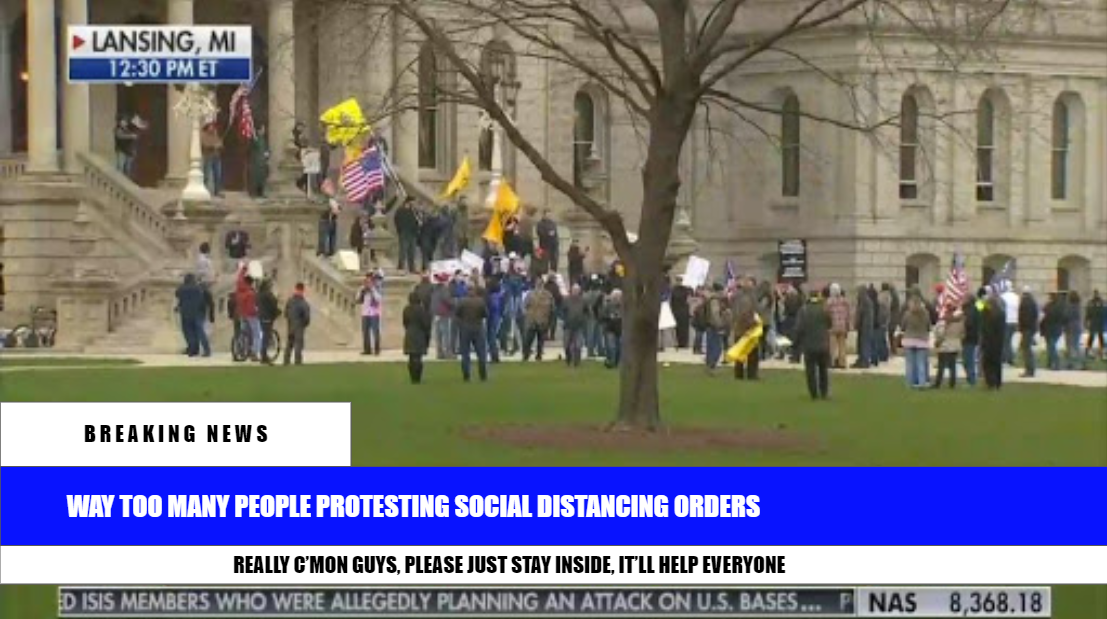 LANSING, MI
12:30 PM ET
BREAKING NEWS
WAY TOO MANY PEOPLE PROTESTING SOCIAL DISTANCING ORDERS
REALLY C'MON GUYS, PLEASE JUST STAY INSIDE, IT'LL HELP EVERYONE
ED ISIS MEMBERS WHO WERE ALLEGEDLY PLANNING AN ATTACK ON U.S. BASES... P
NAS 8,368.18